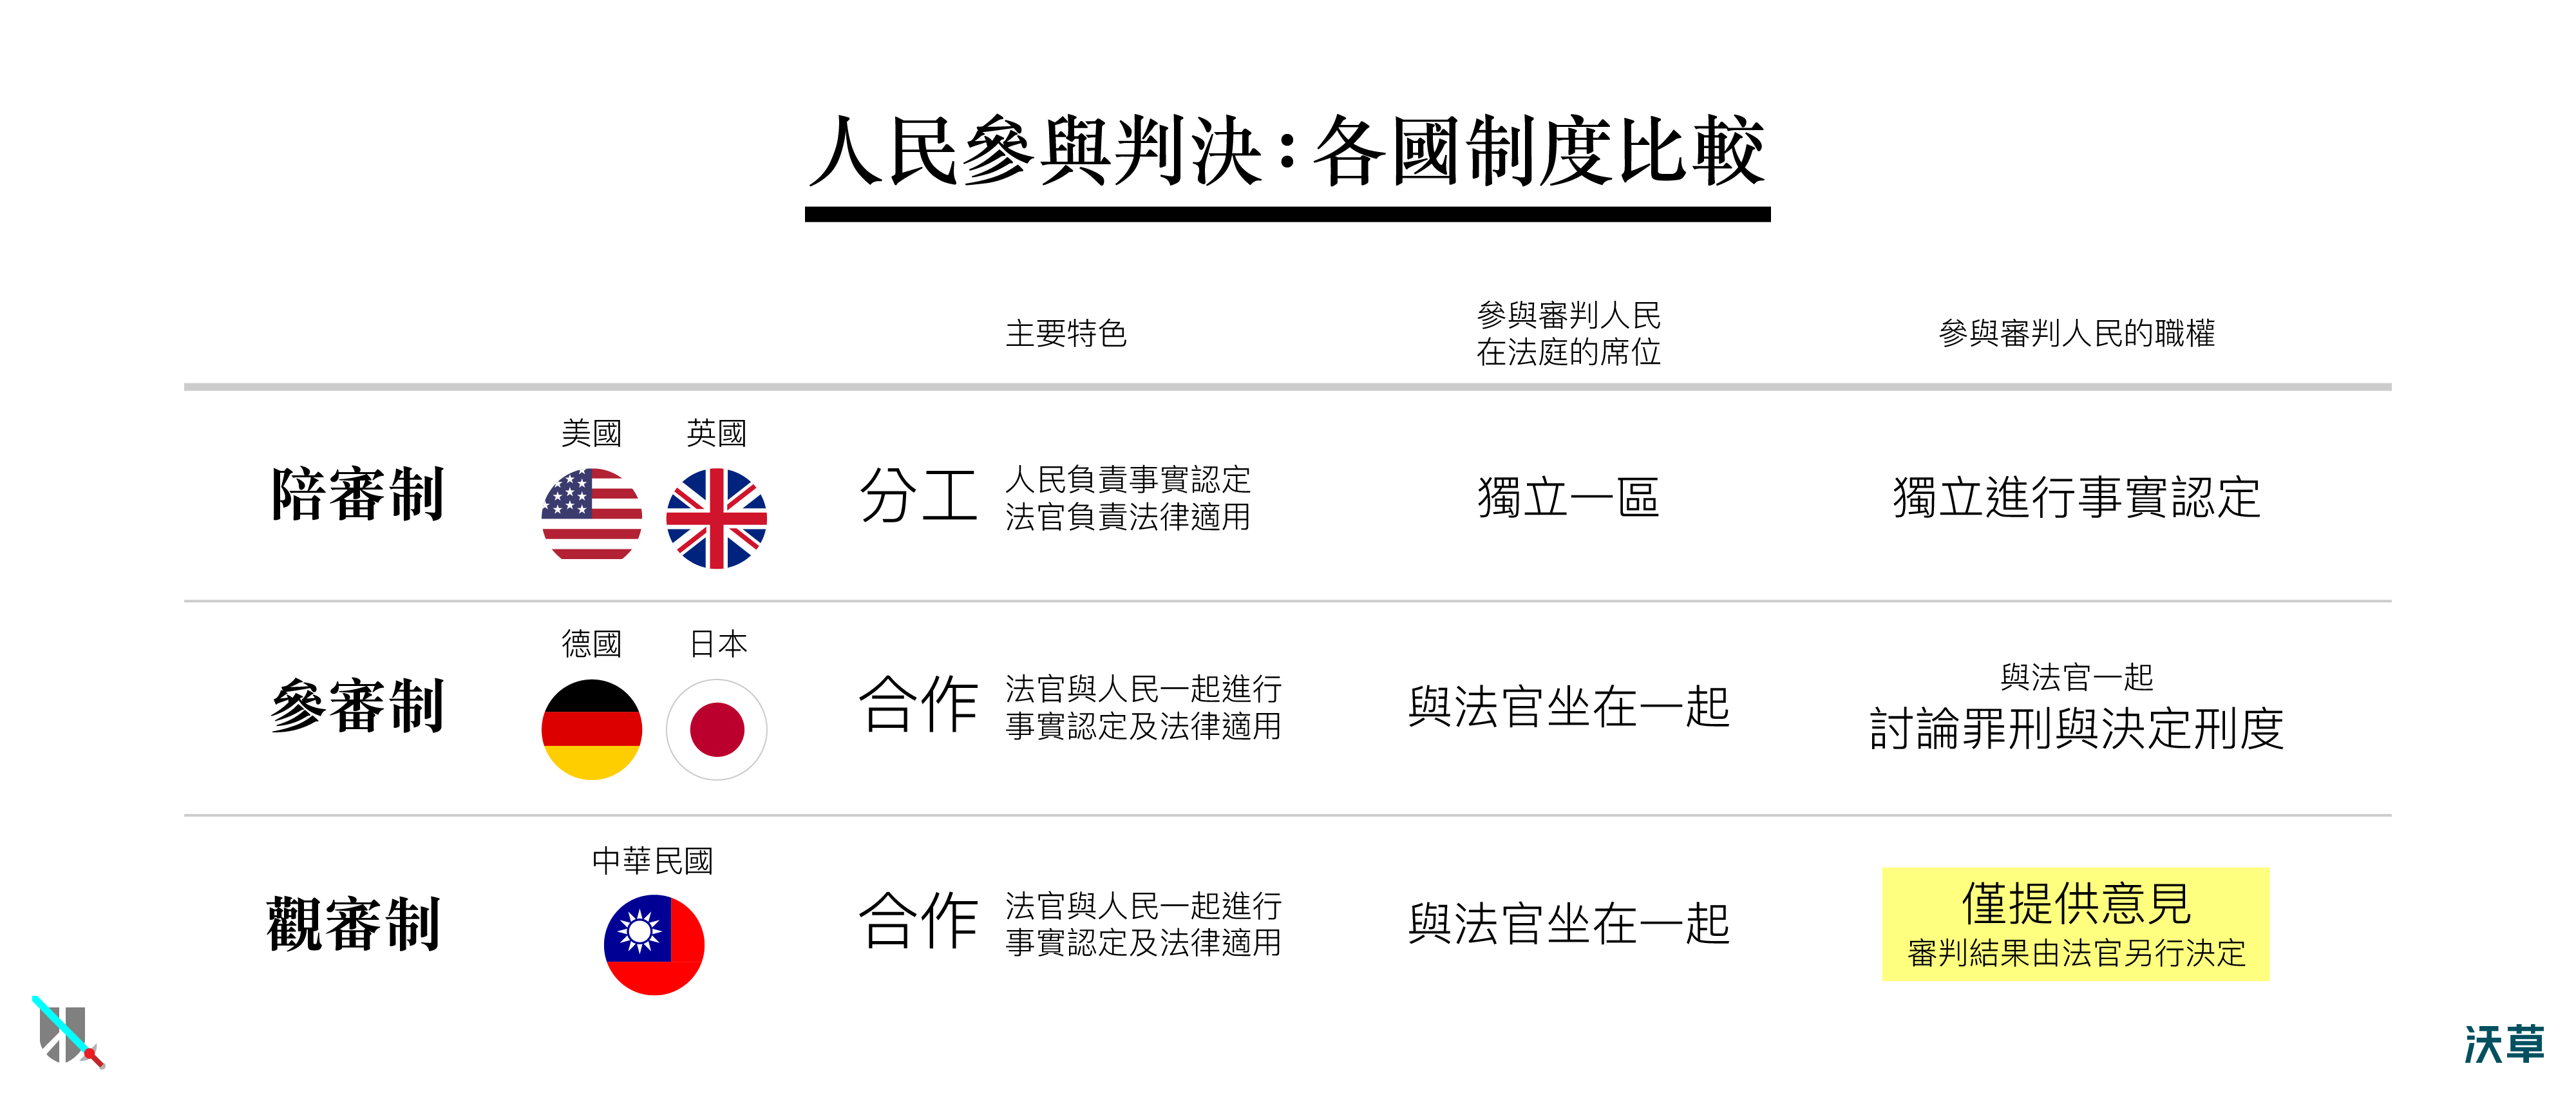 人民參與判決：各國制度比較
主要特色
參與審判人民
在法庭的席位
參與審判人民的職權
陪審制
美國
英國
分工
人民負責事實認定
法官負責法律適用
獨立一區
獨立進行事實認定
參審制
德國
日本
合作
法官與人民一起進行
事實認定及法律適用
與法官坐在一起
與法官一起
討論罪刑與決定刑度
觀審制
中華民國
合作
法官與人民一起進行
事實認定及法律適用
與法官坐在一起
僅提供意見
審判結果由法官另行決定
沃草